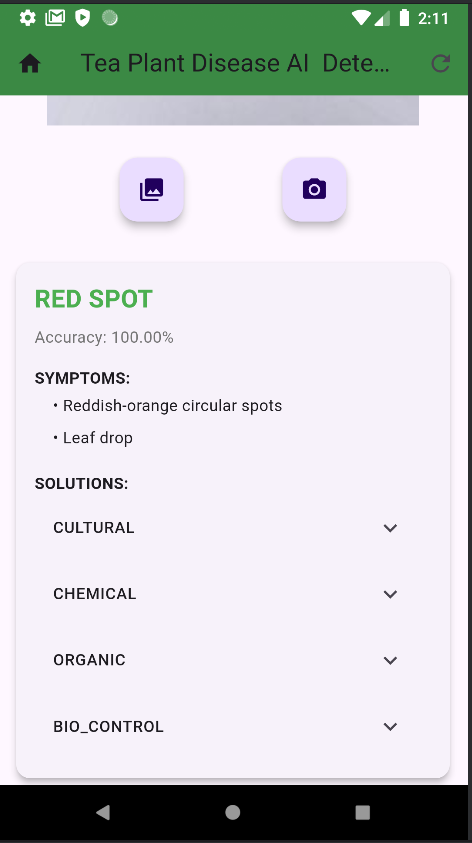 2:11
Tea Plant Disease AI Dete...
RED SPOT
Accuracy: 100.00%
SYMPTOMS:
• Reddish-orange circular spots
• Leaf drop
SOLUTIONS:
CULTURAL
CHEMICAL
ORGANIC
BIO_CONTROL